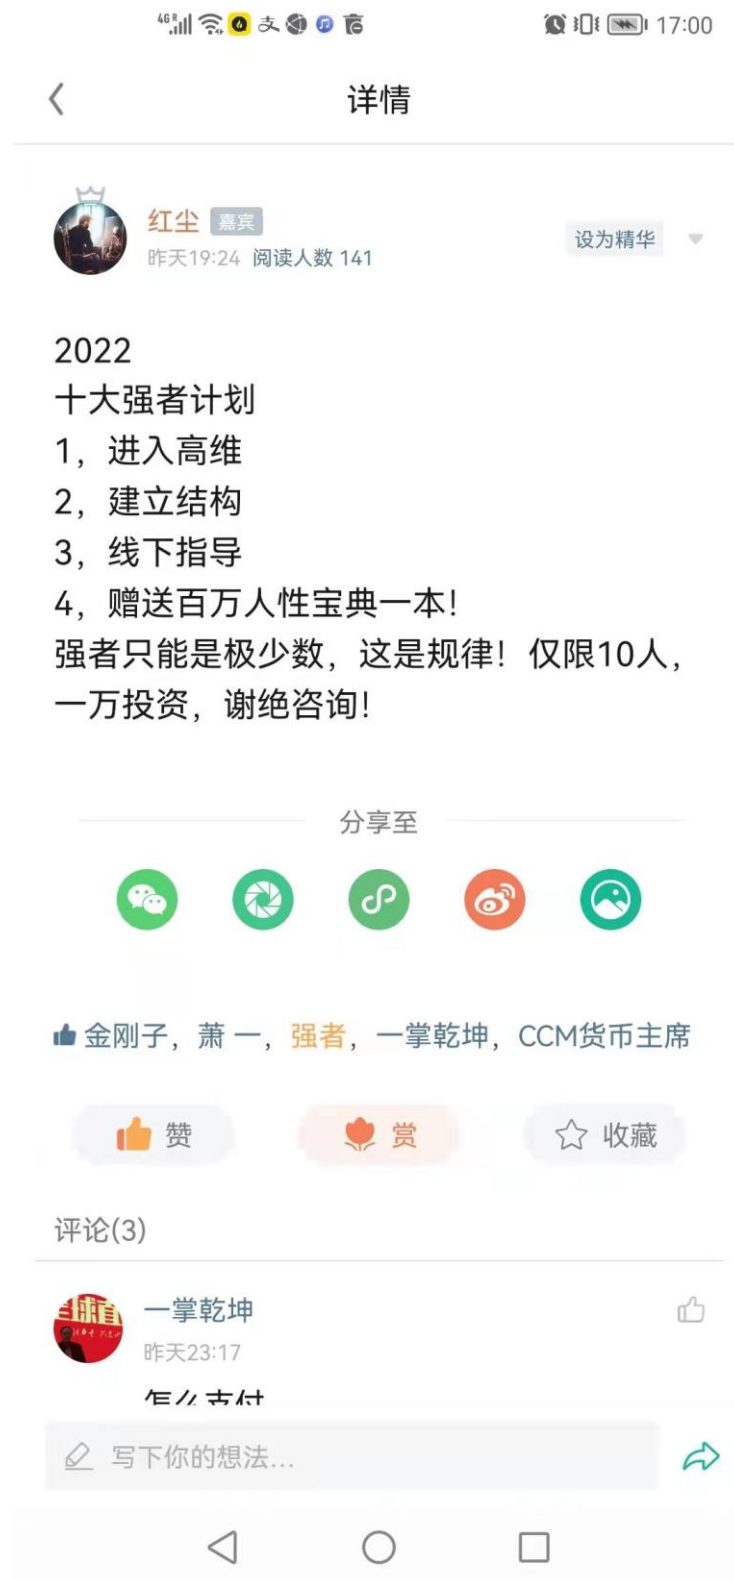 4G R 支 17:00
详情
红尘 嘉宾
昨天19:24 阅读人数 141
设为精华
2022
十大强者计划
1，进入高维
2，建立结构
3，线下指导
4，赠送百万人性宝典一本！
强者只能是极少数，这是规律！仅限10人，
一万投资，谢绝咨询！
分享至
金刚子，萧 一，强者，一掌乾坤，CCM货币主席
赞 赏 收藏
评论(3)
一掌乾坤
昨天23:17
怎么支付
写下你的想法...